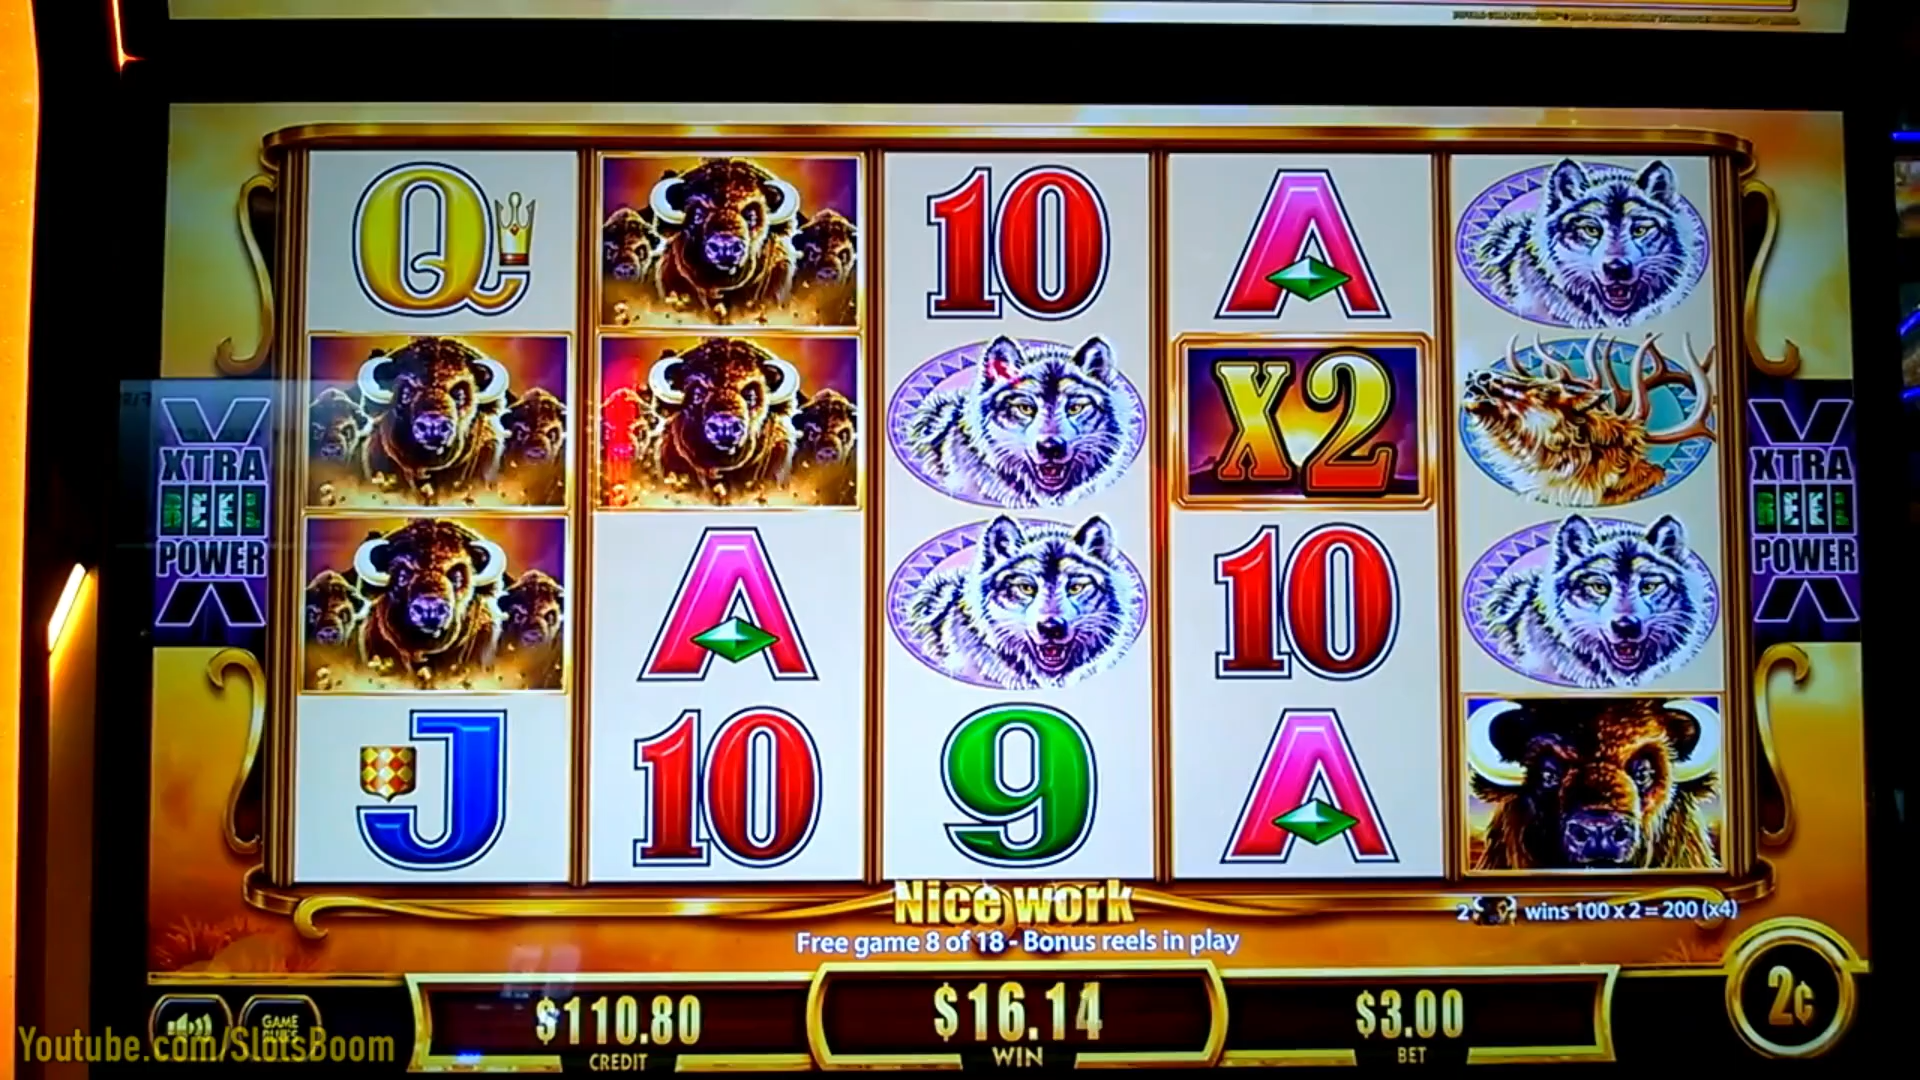 Q 10 A
X2
A 10
J 10 9 A
XTRA
REEL
POWER
XTRA
REEL
POWER
Nice work
2 wins 100 x 2 = 200 (x4)
Free game 8 of 18 - Bonus reels in play
$110.80
CREDIT
$16.14
WIN
$3.00
BET
2¢
GAME
Youtube.com/SlotsBoom